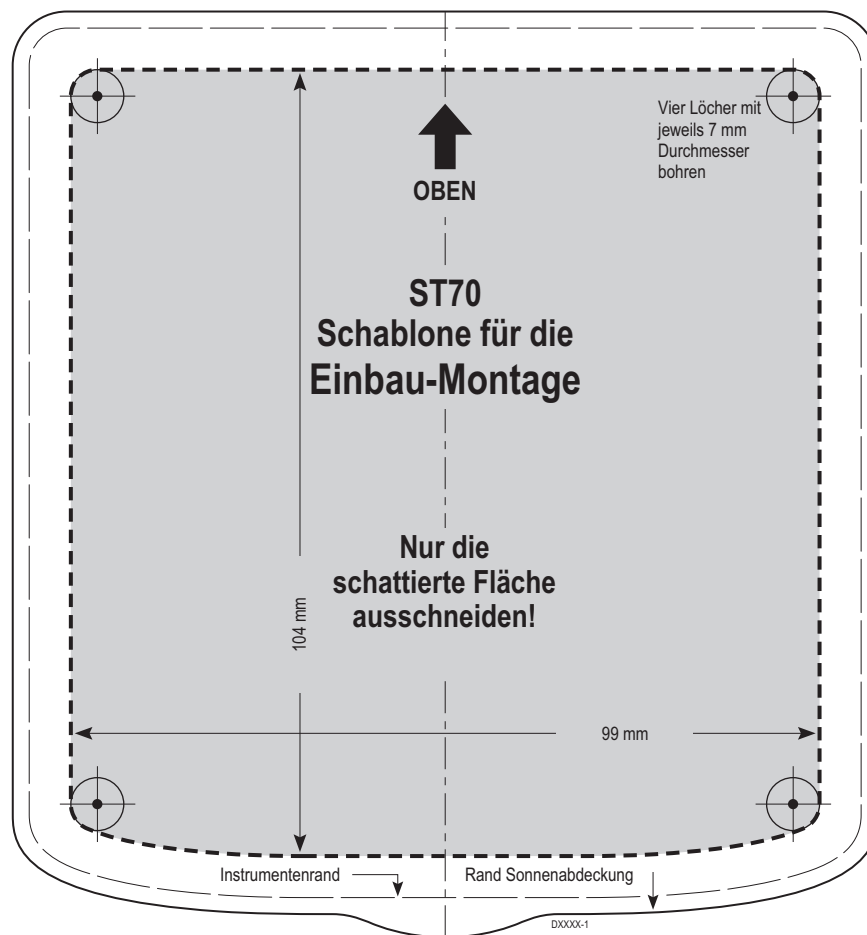 Vier Löcher mit
jeweils 7 mm
Durchmesser
bohren
OBEN
ST70
Schablone für die
Einbau-Montage
Nur die
schattierte Fläche
ausschneiden!
104 mm
99 mm
Instrumentenrand
Rand Sonnenabdeckung
DXXXX-1